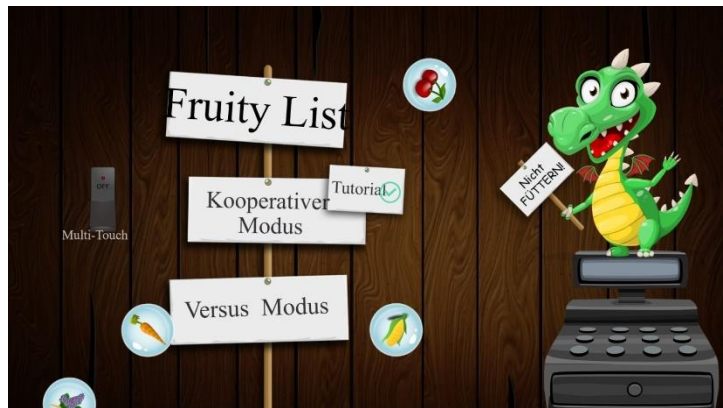 Fruity List
Tutorial
Kooperativer
Modus
Nicht
FÜTTERN!
OFF
Multi-Touch
Versus Modus